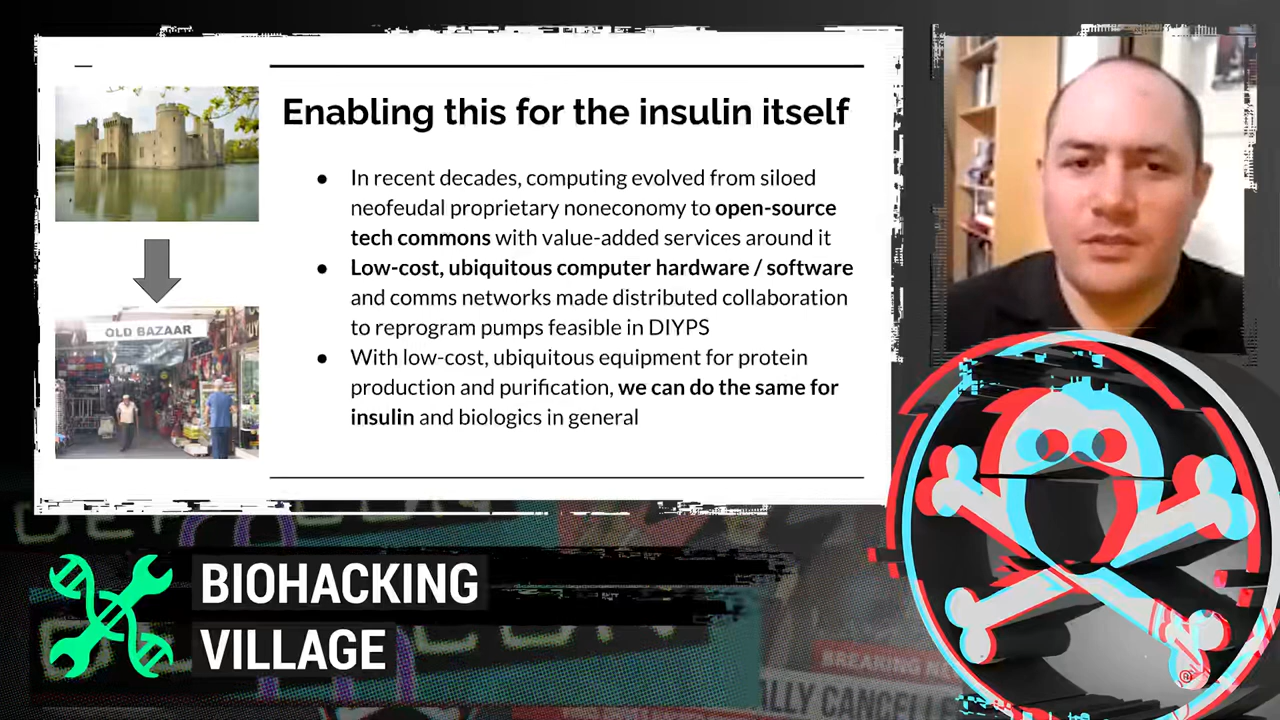 Enabling this for the insulin itself
● In recent decades, computing evolved from siloed
neofeudal proprietary noneconomy to open-source
tech commons with value-added services around it
● Low-cost, ubiquitous computer hardware / software
and comms networks made distributed collaboration
to reprogram pumps feasible in DIYPS
● With low-cost, ubiquitous equipment for protein
production and purification, we can do the same for
insulin and biologics in general
OLD BAZAAR
BIOHACKING
VILLAGE
BREAKING
ALLY CANCELLE
®